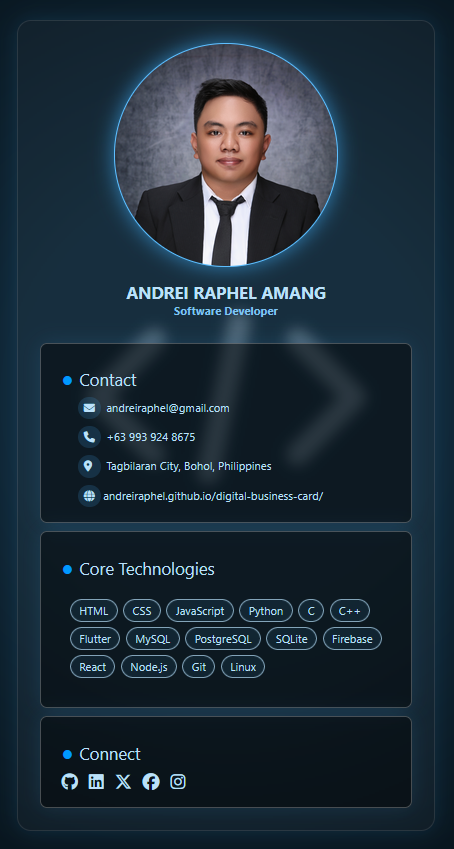 ANDREI RAPHEL AMANG
Software Developer
Contact
andreiraphel@gmail.com
+63 993 924 8675
Tagbilaran City, Bohol, Philippines
andreiraphel.github.io/digital-business-card/
Core Technologies
HTML CSS JavaScript Python C C++
Flutter MySQL PostgreSQL SQLite Firebase
React Node.js Git Linux
Connect